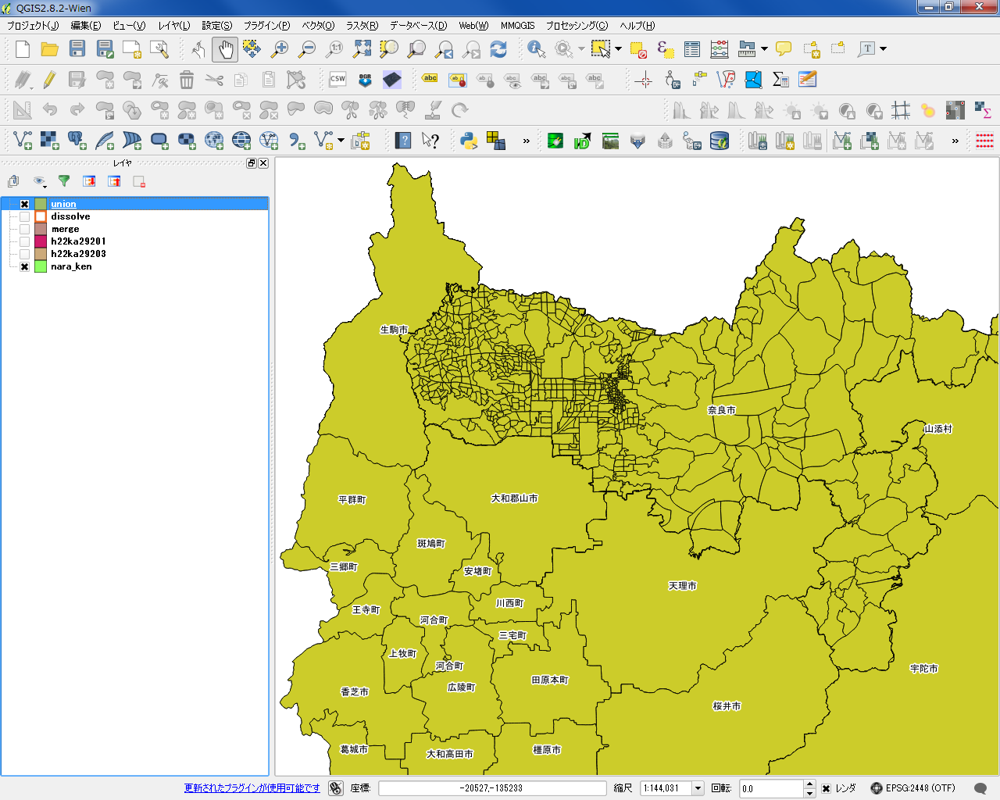 QGIS2.8.2-Wien
プロジェクト(J) 編集(E) ビュー(V) レイヤ(L) 設定(S) プラグイン(P) ベクタ(O) ラスタ(R) データベース(D) Web(W) MMQGIS プロセッシング(C) ヘルプ(H)
1:1
T
CSW OGR abc ab abc abc abc abc
レイヤ
union
dissolve
merge
h22ka29201
h22ka29203
nara_ken
生駒市
奈良市
山添村
平群町
大和郡山市
斑鳩町
三郷町
安堵町
天理市
川西町
王寺町
河合町
三宅町
上牧町
河合町
田原本町
宇陀市
広陵町
香芝市
桜井市
葛城市
大和高田市
橿原市
更新されたプラグインが使用可能です 座標: -20527,-135233 縮尺 1:144,031 回転: 0.0 レンダ EPSG:2448 (OTF)